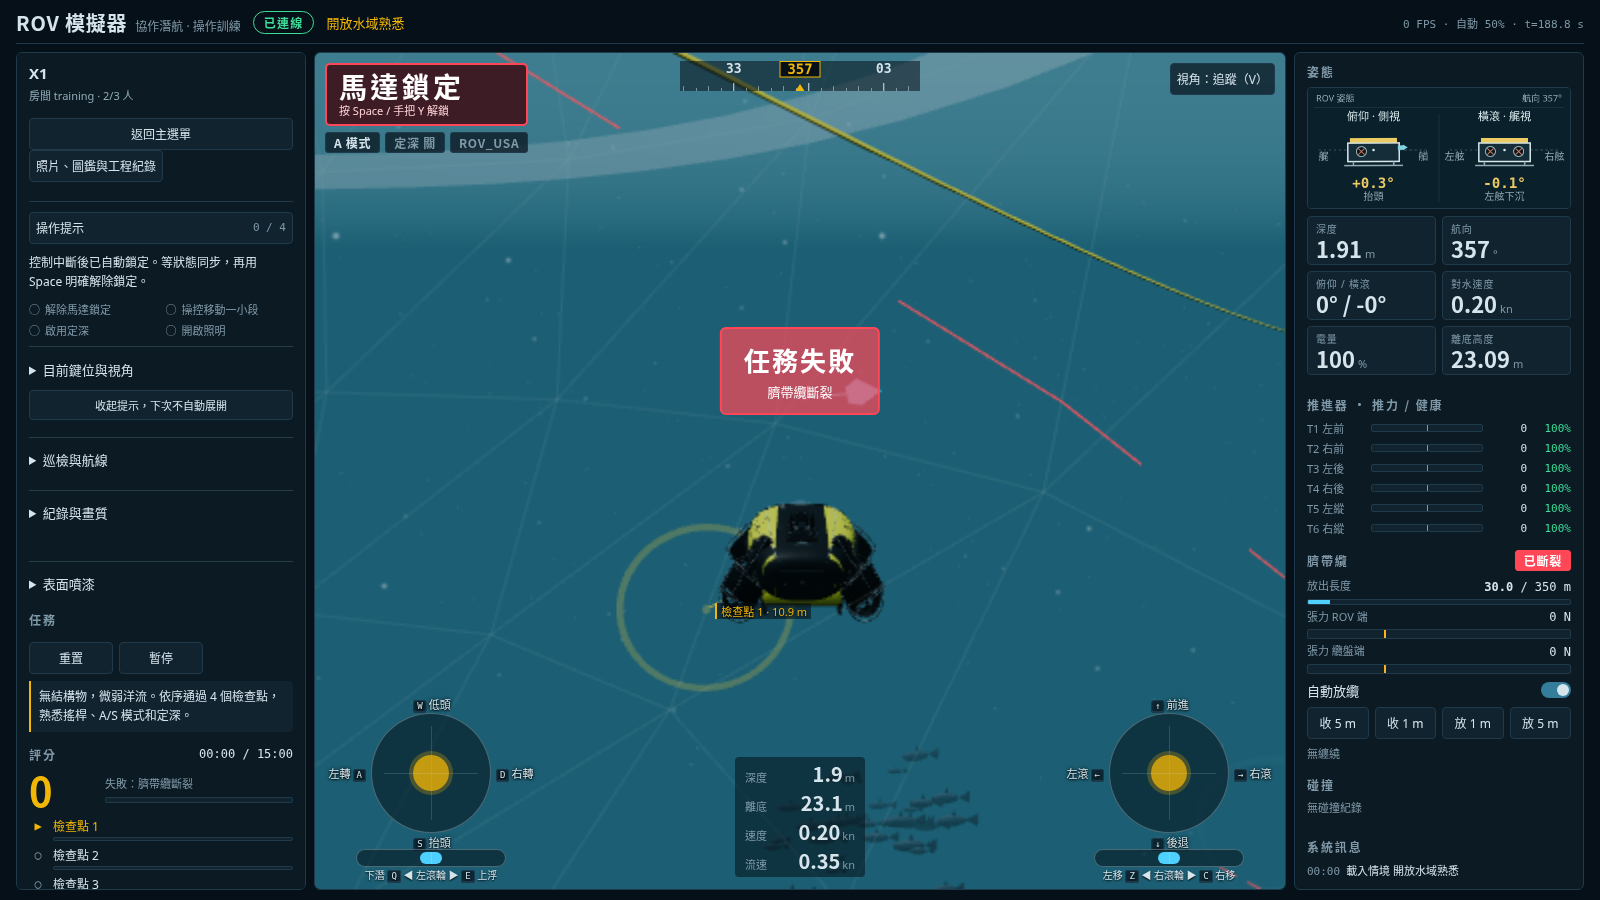 ROV 模擬器 協作潛航 · 操作訓練 已連線 開放水域熟悉
0 FPS · 自動 50% · t=188.8 s
X1
房間 training · 2/3 人
返回主選單
照片、圖鑑與工程紀錄
操作提示 0 / 4
控制中斷後已自動鎖定。等狀態同步，再用
Space 明確解除鎖定。
解除馬達鎖定 操控移動一小段
啟用定深 開啟照明
▶ 目前鍵位與視角
收起提示，下次不自動展開
▶ 巡檢與航線
▶ 紀錄與畫質
▶ 表面噴漆
任務
重置 暫停
無結構物，微弱洋流。依序通過 4 個檢查點，
熟悉搖桿、A/S 模式和定深。
評分 00:00 / 15:00
0 失敗：臍帶纜斷裂
▶ 檢查點 1
○ 檢查點 2
○ 檢查點 3
馬達鎖定
按 Space / 手把 Y 解鎖
A 模式 定深 關 ROV_USA
33 357 03
視角：追蹤（V）
任務失敗
臍帶纜斷裂
檢查點 1 · 10.9 m
W 低頭
左轉 A D 右轉
S 抬頭
下潛 Q ◀ 左滾輪 ▶ E 上浮
深度 1.9 m
離底 23.1 m
速度 0.20 kn
流速 0.35 kn
↑ 前進
左滾 ← → 右滾
↓ 後退
左移 Z ◀ 右滾輪 ▶ C 右移
姿態
ROV 姿態 航向 357°
俯仰 · 側視 橫滾 · 艉視
艉 艏 左舷 右舷
+0.3° -0.1°
抬頭 左舷下沉
深度 航向
1.91 m 357 °
俯仰 / 橫滾 對水速度
0° / -0° 0.20 kn
電量 離底高度
100 % 23.09 m
推進器 · 推力 / 健康
T1 左前 0 100%
T2 右前 0 100%
T3 左後 0 100%
T4 右後 0 100%
T5 左縱 0 100%
T6 右縱 0 100%
臍帶纜 已斷裂
放出長度 30.0 / 350 m
張力 ROV 端 0 N
張力 纜盤端 0 N
自動放纜
收 5 m 收 1 m 放 1 m 放 5 m
無纏繞
碰撞
無碰撞紀錄
系統訊息
00:00 載入情境 開放水域熟悉